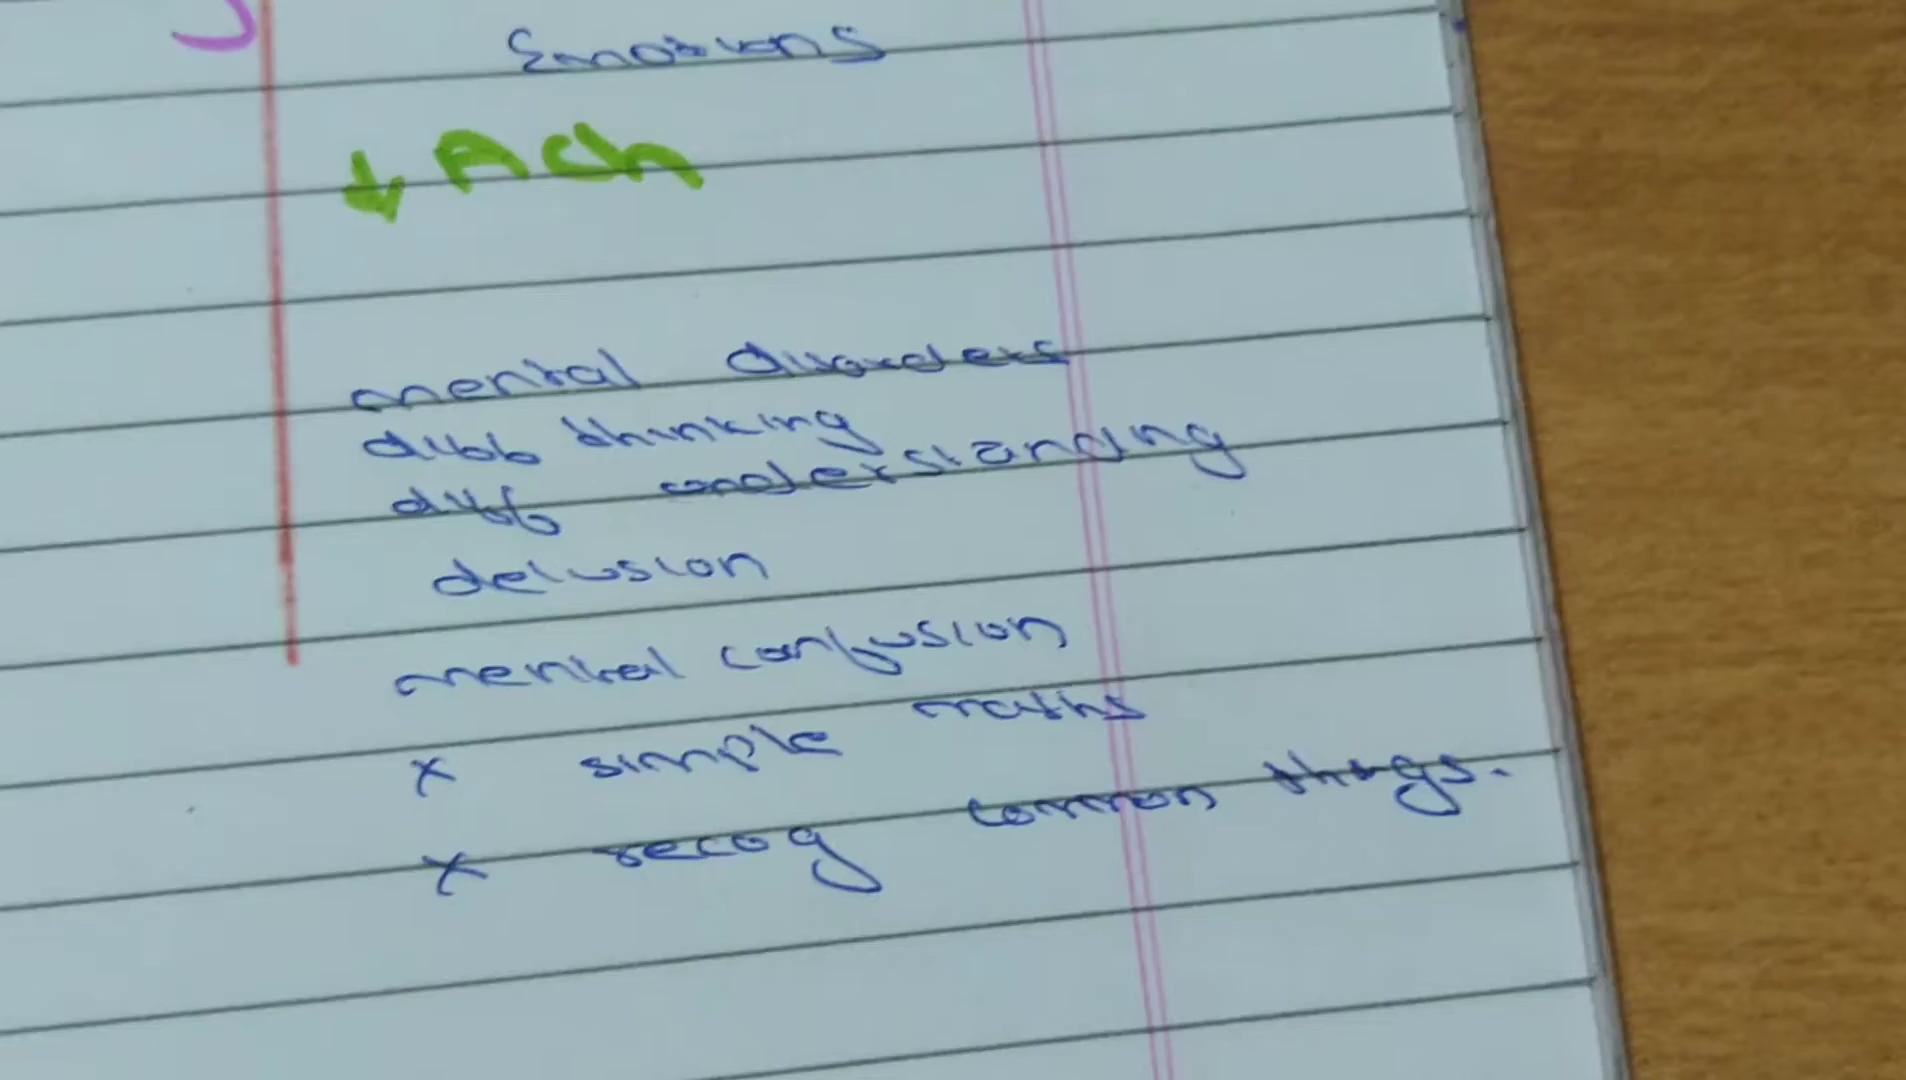 Emotions
↓ Ach
mental disorders
diff thinking
diff understanding
delusion
mental confusion
x simple maths
x recog common things.